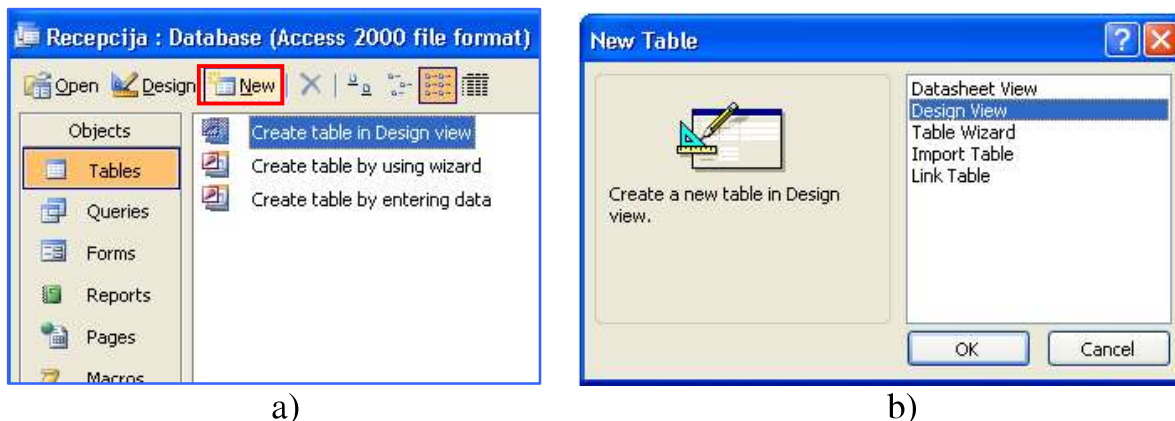 Recepcija : Database (Access 2000 file format)
Open Design New
Objects
Tables
Queries
Forms
Reports
Pages
Macros
Create table in Design view
Create table by using wizard
Create table by entering data
a)
New Table
Create a new table in Design
view.
Datasheet View
Design View
Table Wizard
Import Table
Link Table
OK Cancel
b)